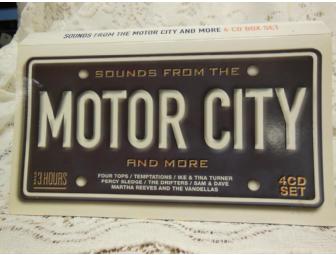 SOUNDS FROM THE MOTOR CITY AND MORE 4 CD BOX SET
SOUNDS FROM THE
MOTOR CITY
AND MORE
3 HOURS
FOUR TOPS / TEMPTATIONS / IKE & TINA TURNER
PERCY SLEDGE / THE DRIFTERS / SAM & DAVE
MARTHA REEVES AND THE VANDELLAS
4CD
SET